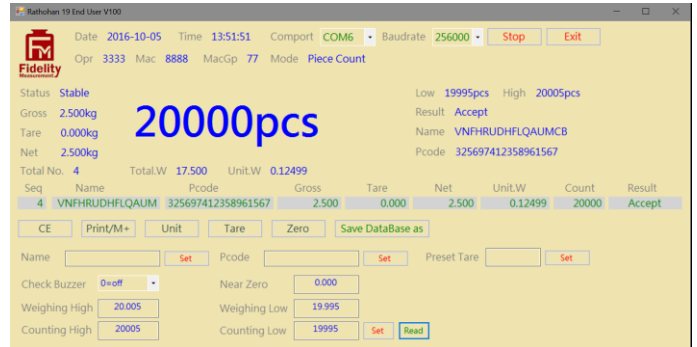 Rathohan 19 End User V100
Date 2016-10-05 Time 13:51:51 Comport COM6 Baudrate 256000 Stop Exit
Opr 3333 Mac 8888 MacGp 77 Mode Piece Count
FM
Fidelity
Measurement
Status Stable
Gross 2.500kg
Tare 0.000kg
Net 2.500kg
20000pcs
Low 19995pcs High 20005pcs
Result Accept
Name VNFHRUDHFLQAUMCB
Pcode 325697412358961567
Total No. 4 Total.W 17.500 Unit.W 0.12499
Seq Name Pcode Gross Tare Net Unit.W Count Result
4 VNFHRUDHFLQAUM 325697412358961567 2.500 0.000 2.500 0.12499 20000 Accept
CE Print/M+ Unit Tare Zero Save DataBase as
Name Set Pcode Set Preset Tare Set
Check Buzzer 0=off Near Zero 0.000
Weighing High 20.005 Weighing Low 19.995
Counting High 20005 Counting Low 19995 Set Read